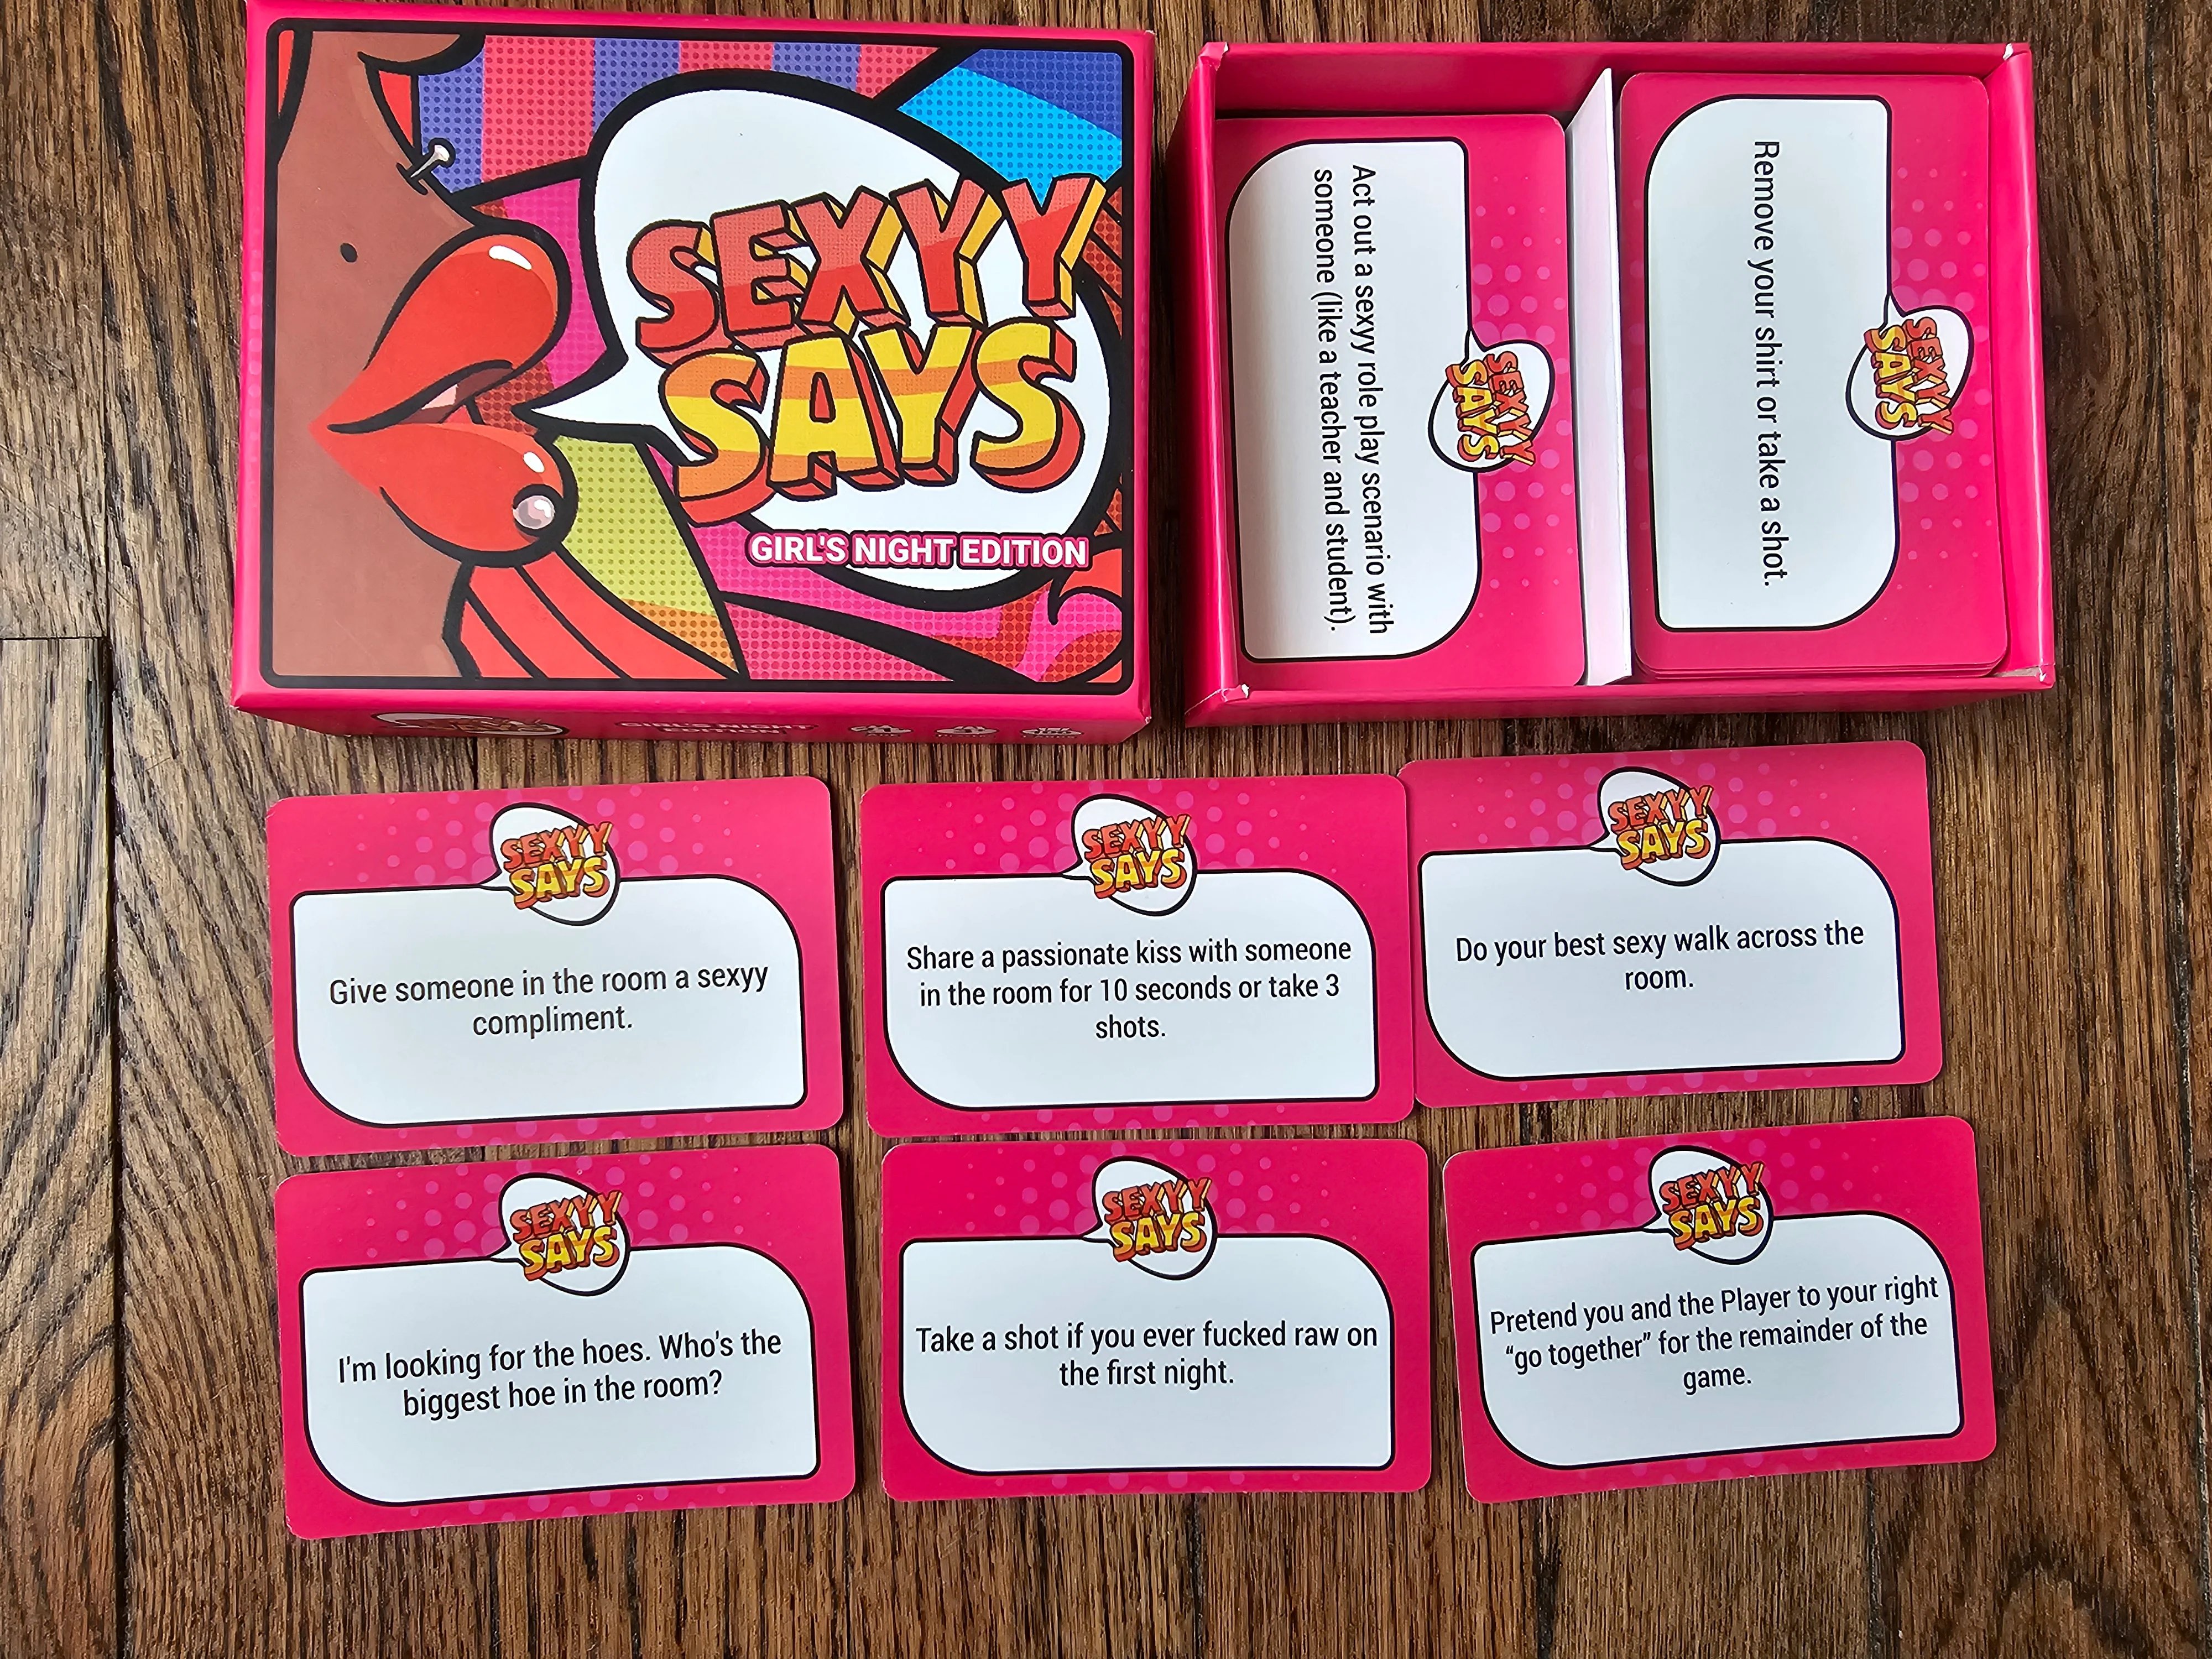 SEXYY
SAYS
GIRL'S NIGHT EDITION
GIRL'S NIGHT
EDITION!
Act out a sexy role play scenario with
someone (like a teacher and student).
SEXYY
SAYS
Remove your shirt or take a shot.
SEXYY
SAYS
SEXYY
SAYS
Give someone in the room a sexyy
compliment.
SEXYY
SAYS
Share a passionate kiss with someone
in the room for 10 seconds or take 3
shots.
SEXYY
SAYS
Do your best sexy walk across the
room.
SEXYY
SAYS
I'm looking for the hoes. Who's the
biggest hoe in the room?
SEXYY
SAYS
Take a shot if you ever fucked raw on
the first night.
SEXYY
SAYS
Pretend you and the Player to your right
“go together” for the remainder of the
game.